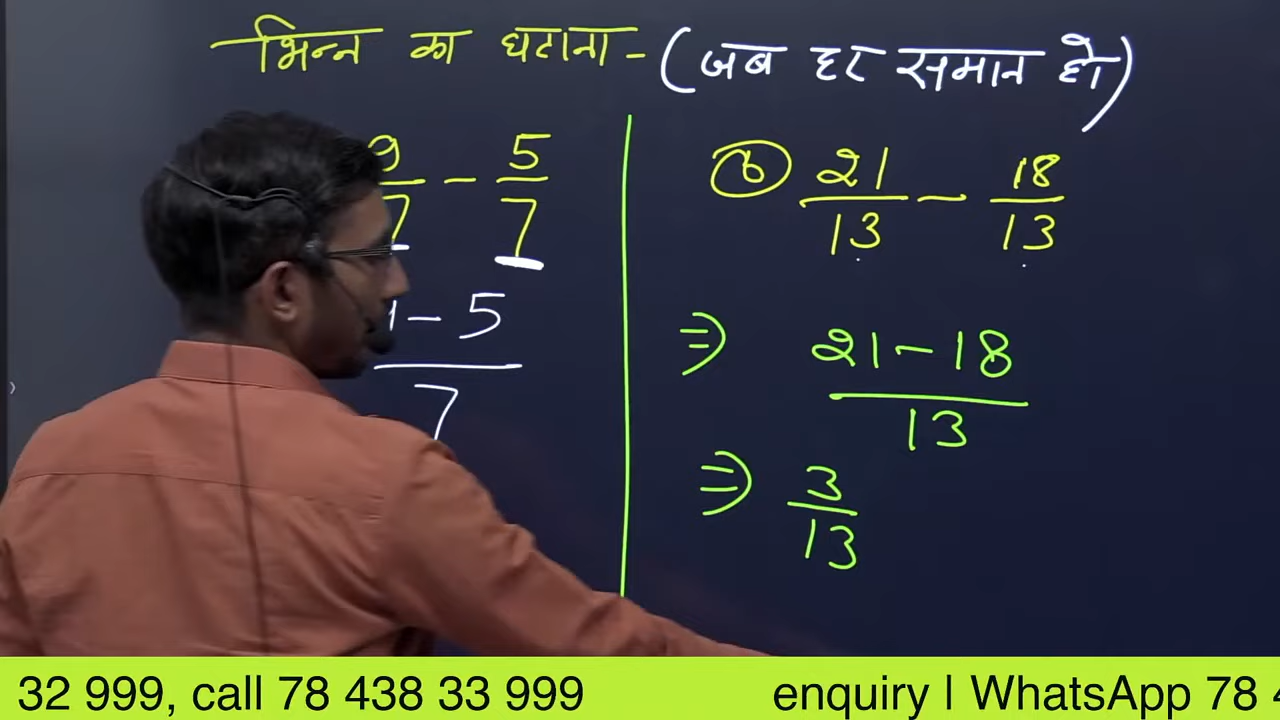 भिन्न का घटाना - (जब हर समान हो)
9/7 - 5/7
- 5
7
(b) 21/13 - 18/13
⇒ 21 - 18
13
⇒ 3/13
32 999, call 78 438 33 999 enquiry | WhatsApp 78